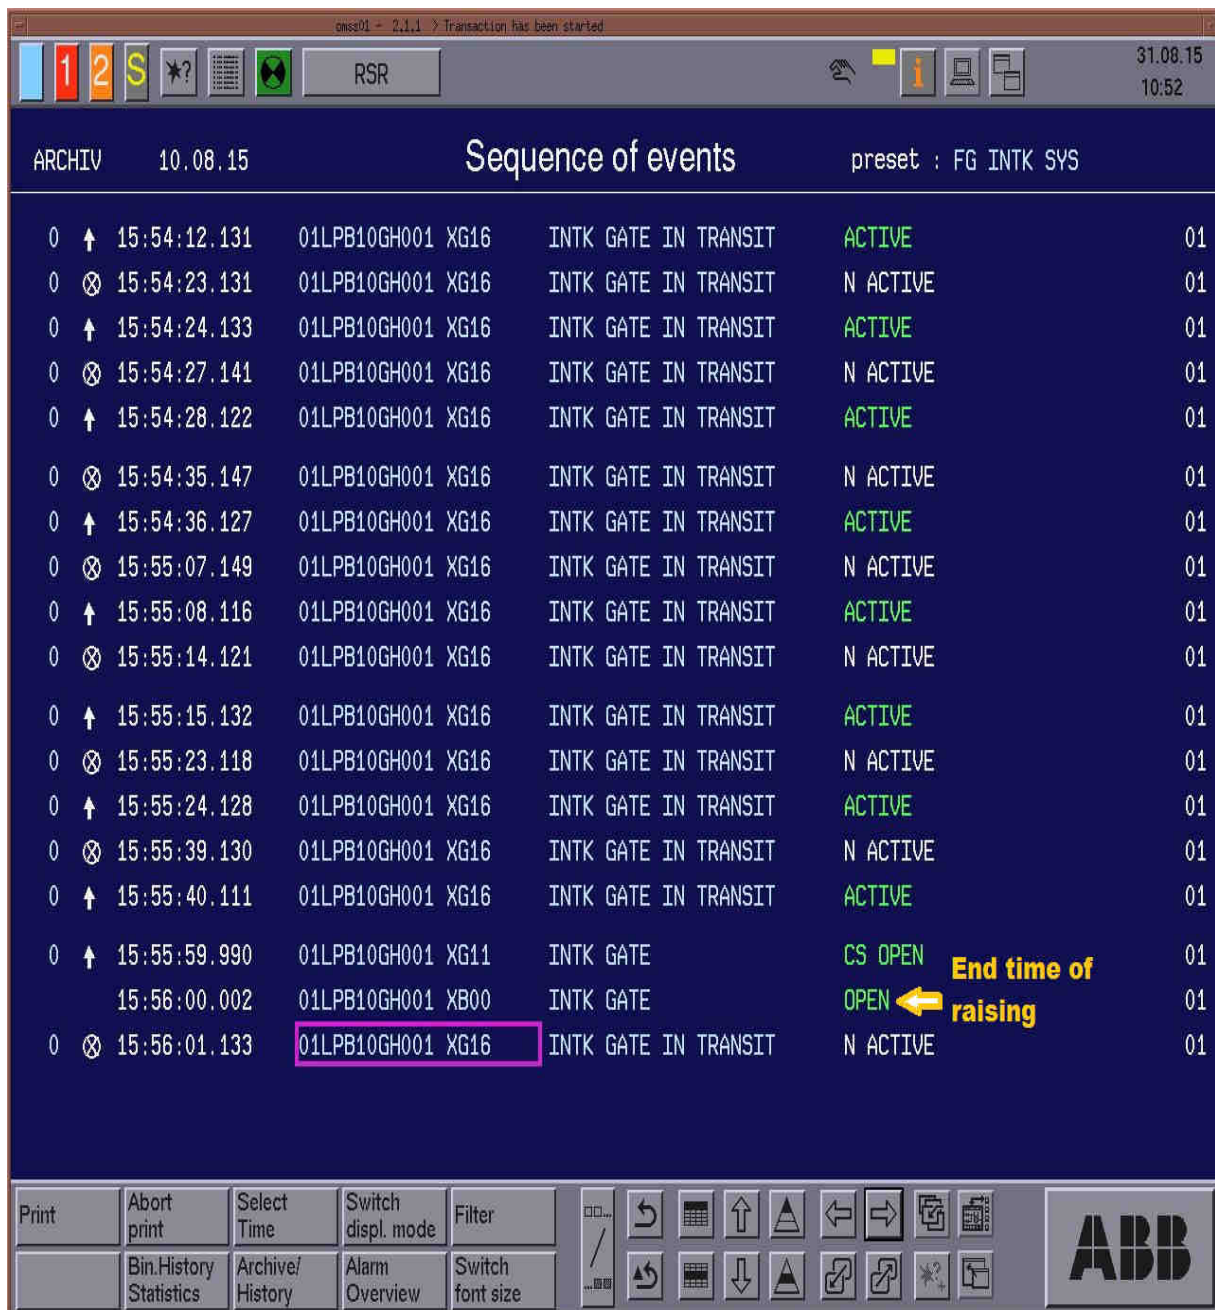 omss01 - 2.1.1 > Transaction has been started
1 2 S *? RSR i 31.08.15
10:52
ARCHIV 10.08.15 Sequence of events preset : FG INTK SYS
0 15:54:12.131 01LPB10GH001 XG16 INTK GATE IN TRANSIT ACTIVE 01
0 15:54:23.131 01LPB10GH001 XG16 INTK GATE IN TRANSIT N ACTIVE 01
0 15:54:24.133 01LPB10GH001 XG16 INTK GATE IN TRANSIT ACTIVE 01
0 15:54:27.141 01LPB10GH001 XG16 INTK GATE IN TRANSIT N ACTIVE 01
0 15:54:28.122 01LPB10GH001 XG16 INTK GATE IN TRANSIT ACTIVE 01
0 15:54:35.147 01LPB10GH001 XG16 INTK GATE IN TRANSIT N ACTIVE 01
0 15:54:36.127 01LPB10GH001 XG16 INTK GATE IN TRANSIT ACTIVE 01
0 15:55:07.149 01LPB10GH001 XG16 INTK GATE IN TRANSIT N ACTIVE 01
0 15:55:08.116 01LPB10GH001 XG16 INTK GATE IN TRANSIT ACTIVE 01
0 15:55:14.121 01LPB10GH001 XG16 INTK GATE IN TRANSIT N ACTIVE 01
0 15:55:15.132 01LPB10GH001 XG16 INTK GATE IN TRANSIT ACTIVE 01
0 15:55:23.118 01LPB10GH001 XG16 INTK GATE IN TRANSIT N ACTIVE 01
0 15:55:24.128 01LPB10GH001 XG16 INTK GATE IN TRANSIT ACTIVE 01
0 15:55:39.130 01LPB10GH001 XG16 INTK GATE IN TRANSIT N ACTIVE 01
0 15:55:40.111 01LPB10GH001 XG16 INTK GATE IN TRANSIT ACTIVE 01
0 15:55:59.990 01LPB10GH001 XG11 INTK GATE CS OPEN 01
15:56:00.002 01LPB10GH001 XB00 INTK GATE OPEN 01
End time of
raising
0 15:56:01.133 01LPB10GH001 XG16 INTK GATE IN TRANSIT N ACTIVE 01
Print
Abort
print
Select
Time
Switch
displ. mode
Filter
Bin.History
Statistics
Archive/
History
Alarm
Overview
Switch
font size
ABB